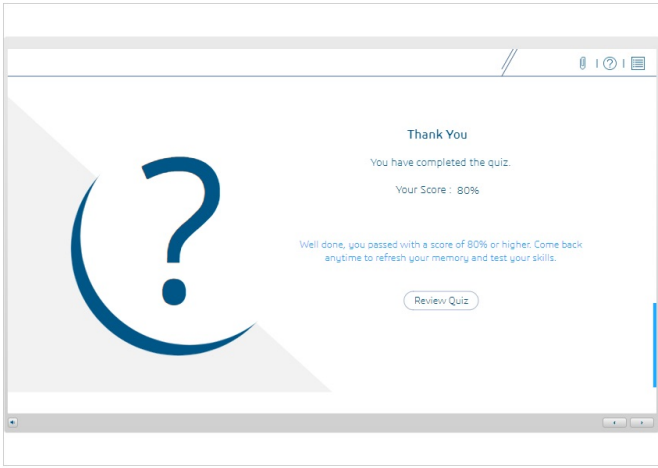 Thank You
You have completed the quiz.
Your Score : 80%
Well done, you passed with a score of 80% or higher. Come back
anytime to refresh your memory and test your skills.
Review Quiz
?